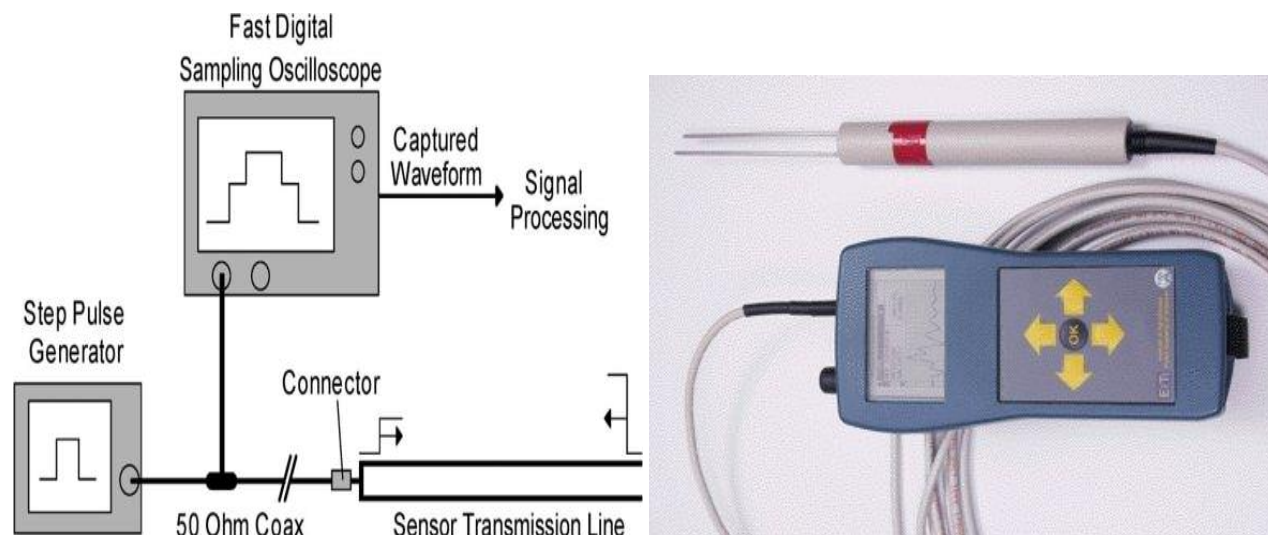 Fast Digital
Sampling Oscilloscope
Captured
Waveform
Signal
Processing
Step Pulse
Generator
Connector
50 Ohm Coax
Sensor Transmission Line
OK